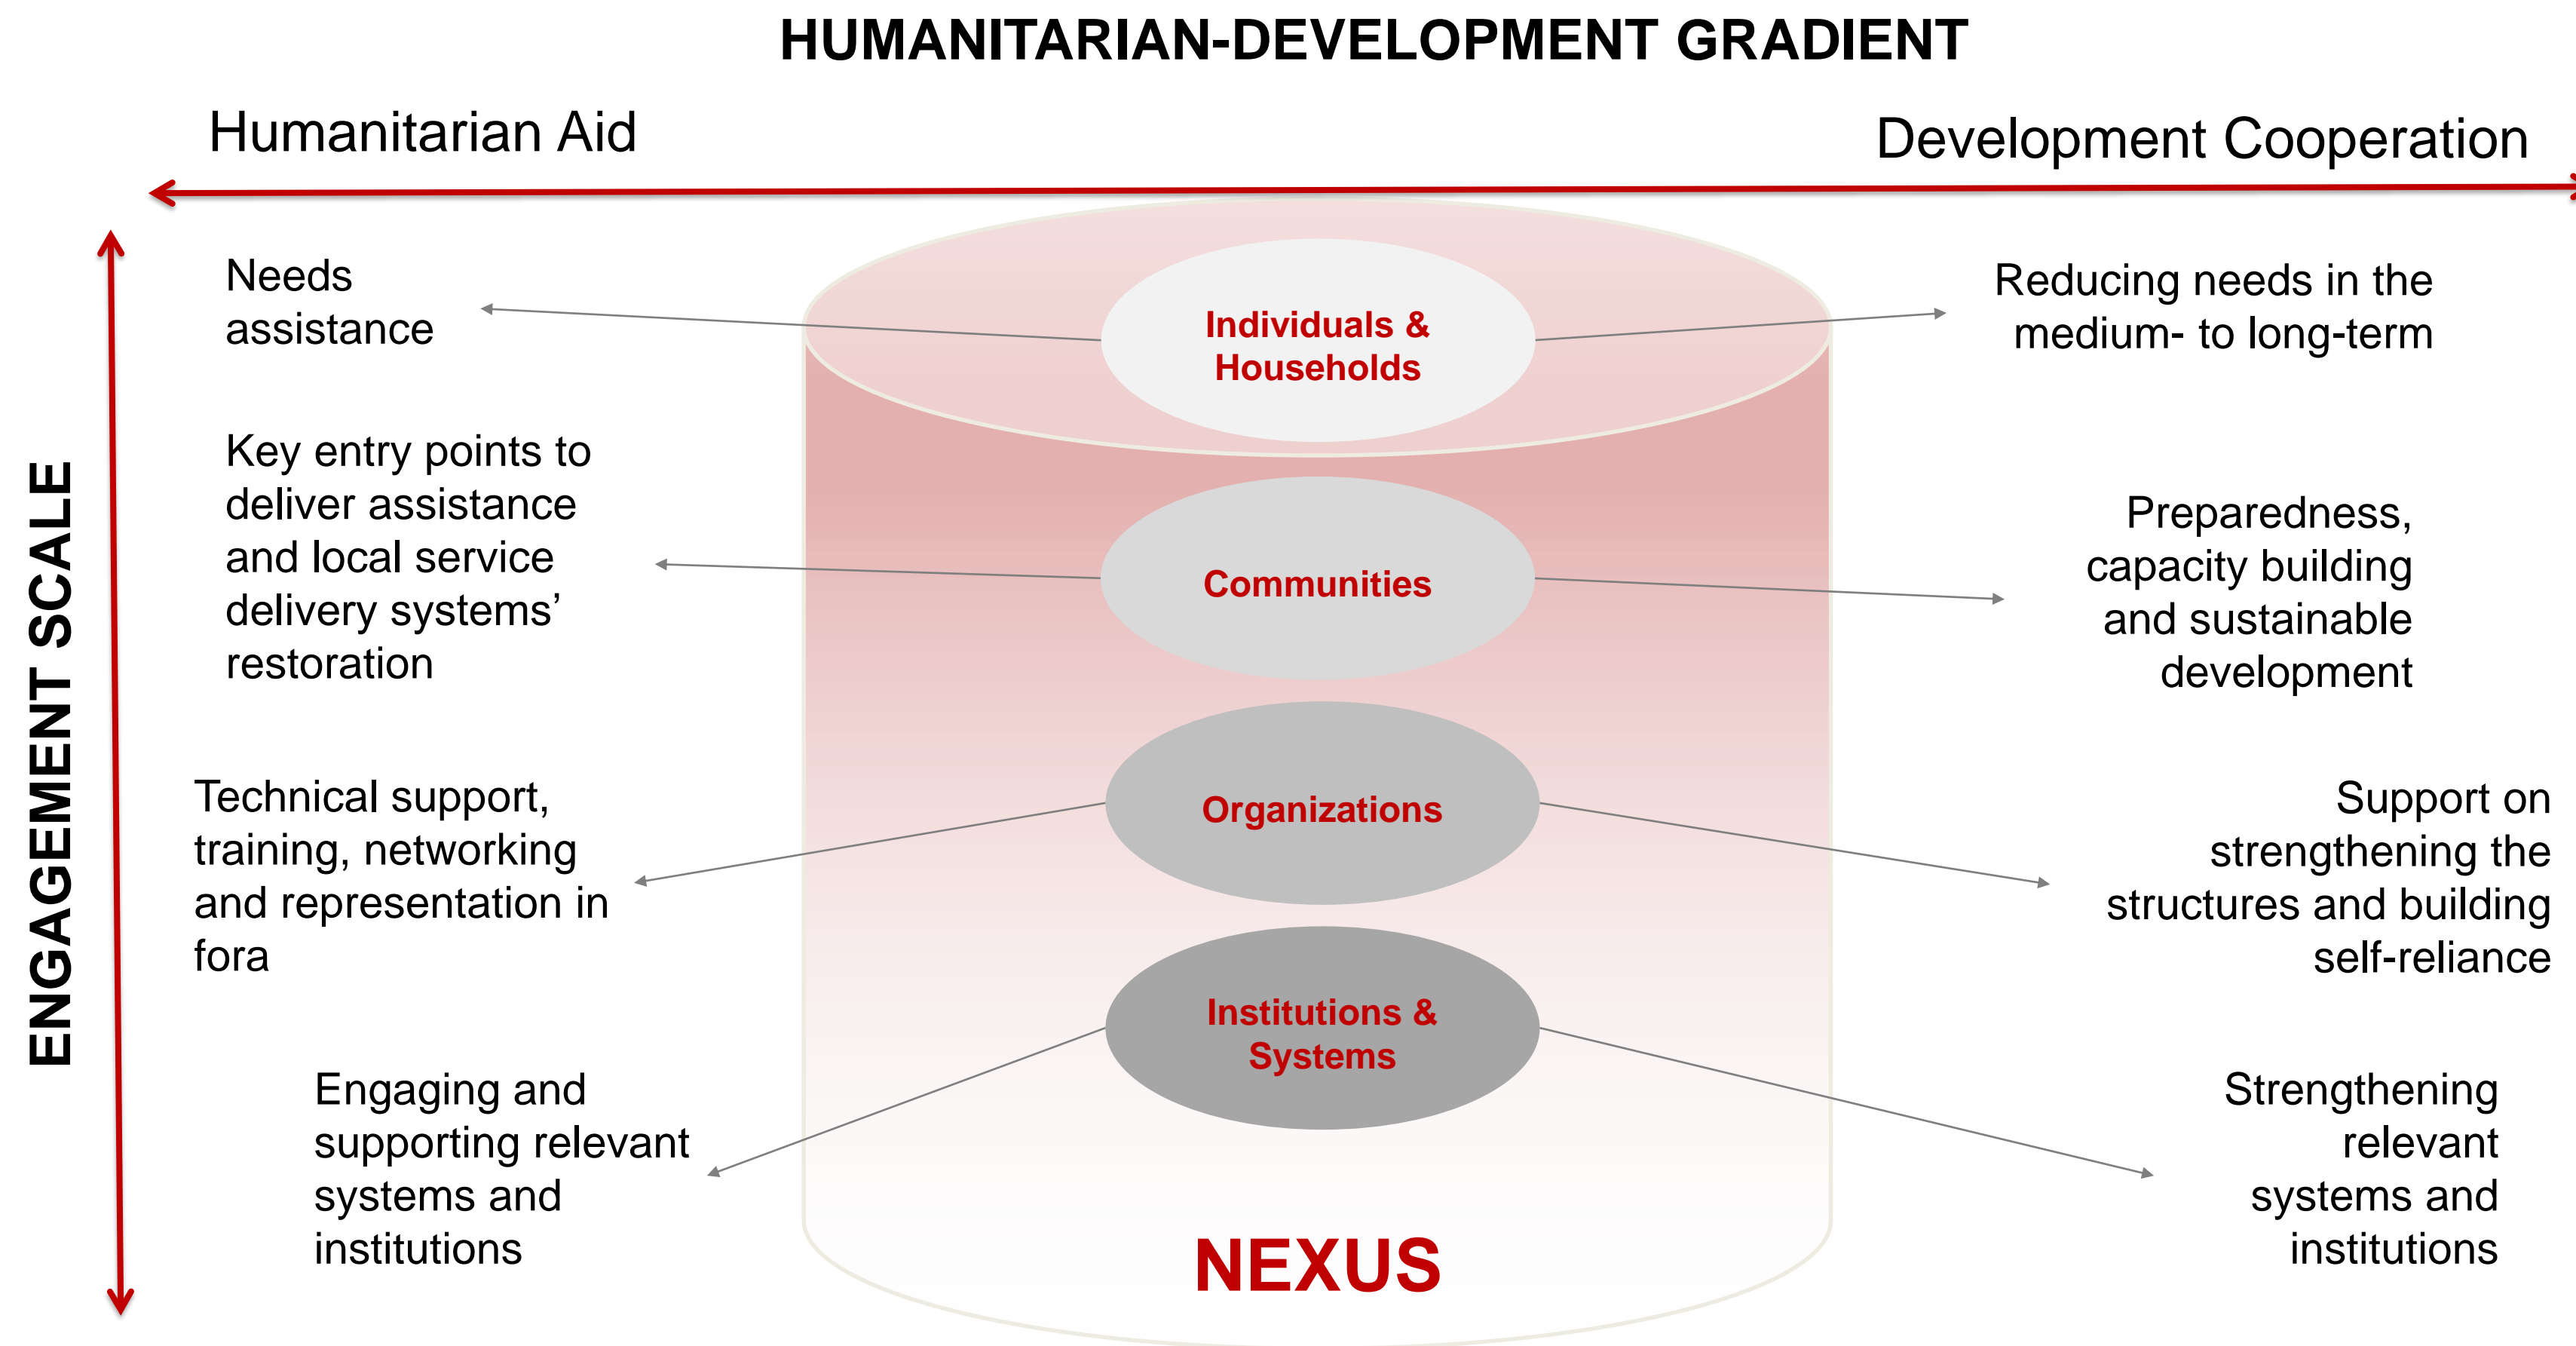 HUMANITARIAN-DEVELOPMENT GRADIENT
Humanitarian Aid
Development Cooperation
ENGAGEMENT SCALE
Needs
assistance
Individuals &
Households
Reducing needs in the
medium- to long-term
Key entry points to
deliver assistance
and local service
delivery systems’
restoration
Communities
Preparedness,
capacity building
and sustainable
development
Technical support,
training, networking
and representation in
fora
Organizations
Support on
strengthening the
structures and building
self-reliance
Engaging and
supporting relevant
systems and
institutions
Institutions &
Systems
Strengthening
relevant
systems and
institutions
NEXUS